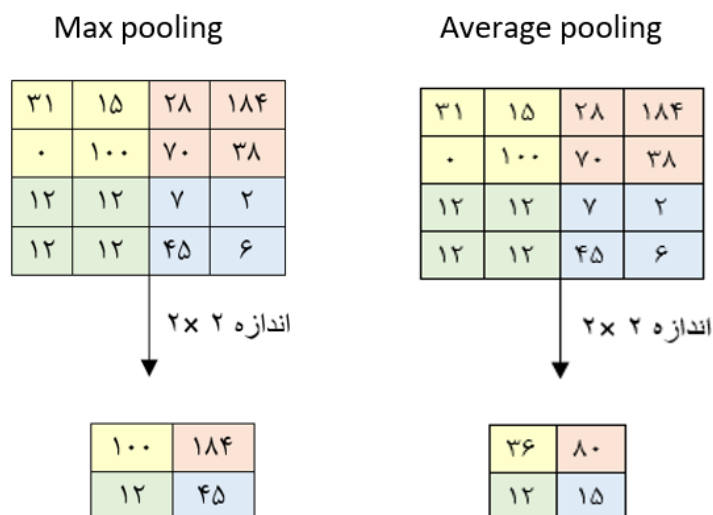 Max pooling
۳۱ ۱۵ ۲۸ ۱۸۴
۰ ۱۰۰ ۷۰ ۳۸
۱۲ ۱۲ ۷ ۲
۱۲ ۱۲ ۴۵ ۶
اندازه ۲ ×۲
۱۰۰ ۱۸۴
۱۲ ۴۵
Average pooling
۳۱ ۱۵ ۲۸ ۱۸۴
۰ ۱۰۰ ۷۰ ۳۸
۱۲ ۱۲ ۷ ۲
۱۲ ۱۲ ۴۵ ۶
اندازه ۲ ×۲
۳۶ ۸۰
۱۲ ۱۵